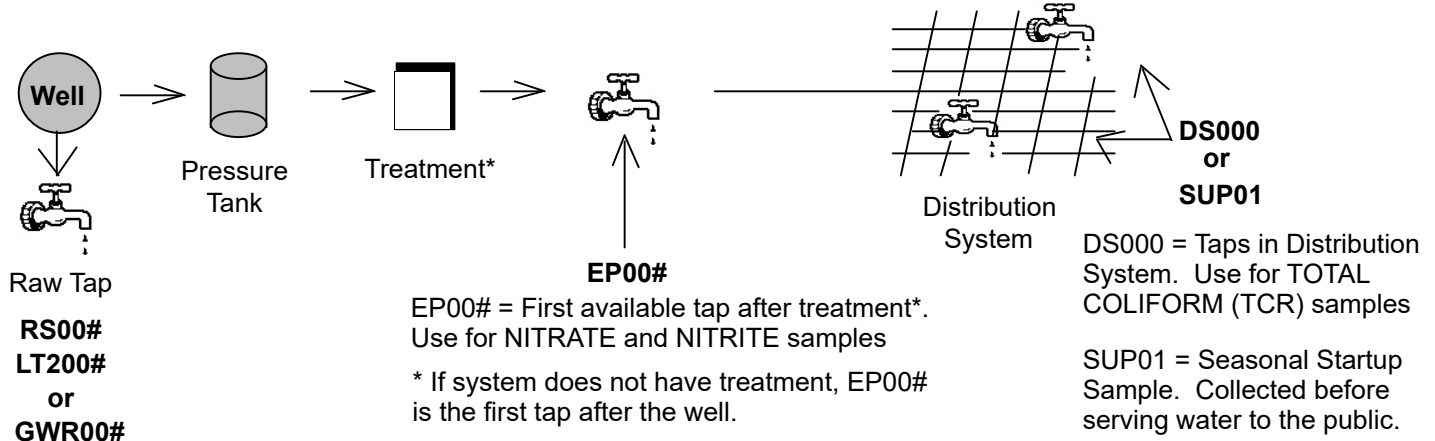 Well
Pressure
Tank
Treatment*
Raw Tap
RS00#
LT200#
or
GWR00#
EP00#
EP00# = First available tap after treatment*.
Use for NITRATE and NITRITE samples
* If system does not have treatment, EP00#
is the first tap after the well.
Distribution
System
DS000
or
SUP01
DS000 = Taps in Distribution
System. Use for TOTAL
COLIFORM (TCR) samples
SUP01 = Seasonal Startup
Sample. Collected before
serving water to the public.